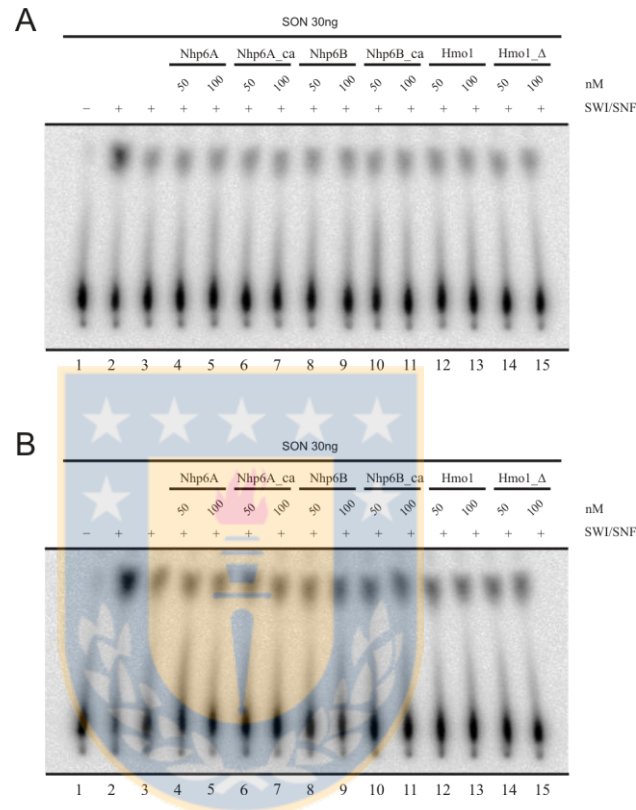 A
SON 30ng
Nhp6A Nhp6A_ca Nhp6B Nhp6B_ca Hmo1 Hmo1_Δ
50 100 50 100 50 100 50 100 50 100 50 100 nM
− + + + + + + + + + + + + + + SWI/SNF
1 2 3 4 5 6 7 8 9 10 11 12 13 14 15
B
SON 30ng
Nhp6A Nhp6A_ca Nhp6B Nhp6B_ca Hmo1 Hmo1_Δ
50 100 50 100 50 100 50 100 50 100 50 100 nM
− + + + + + + + + + + + + + + SWI/SNF
1 2 3 4 5 6 7 8 9 10 11 12 13 14 15